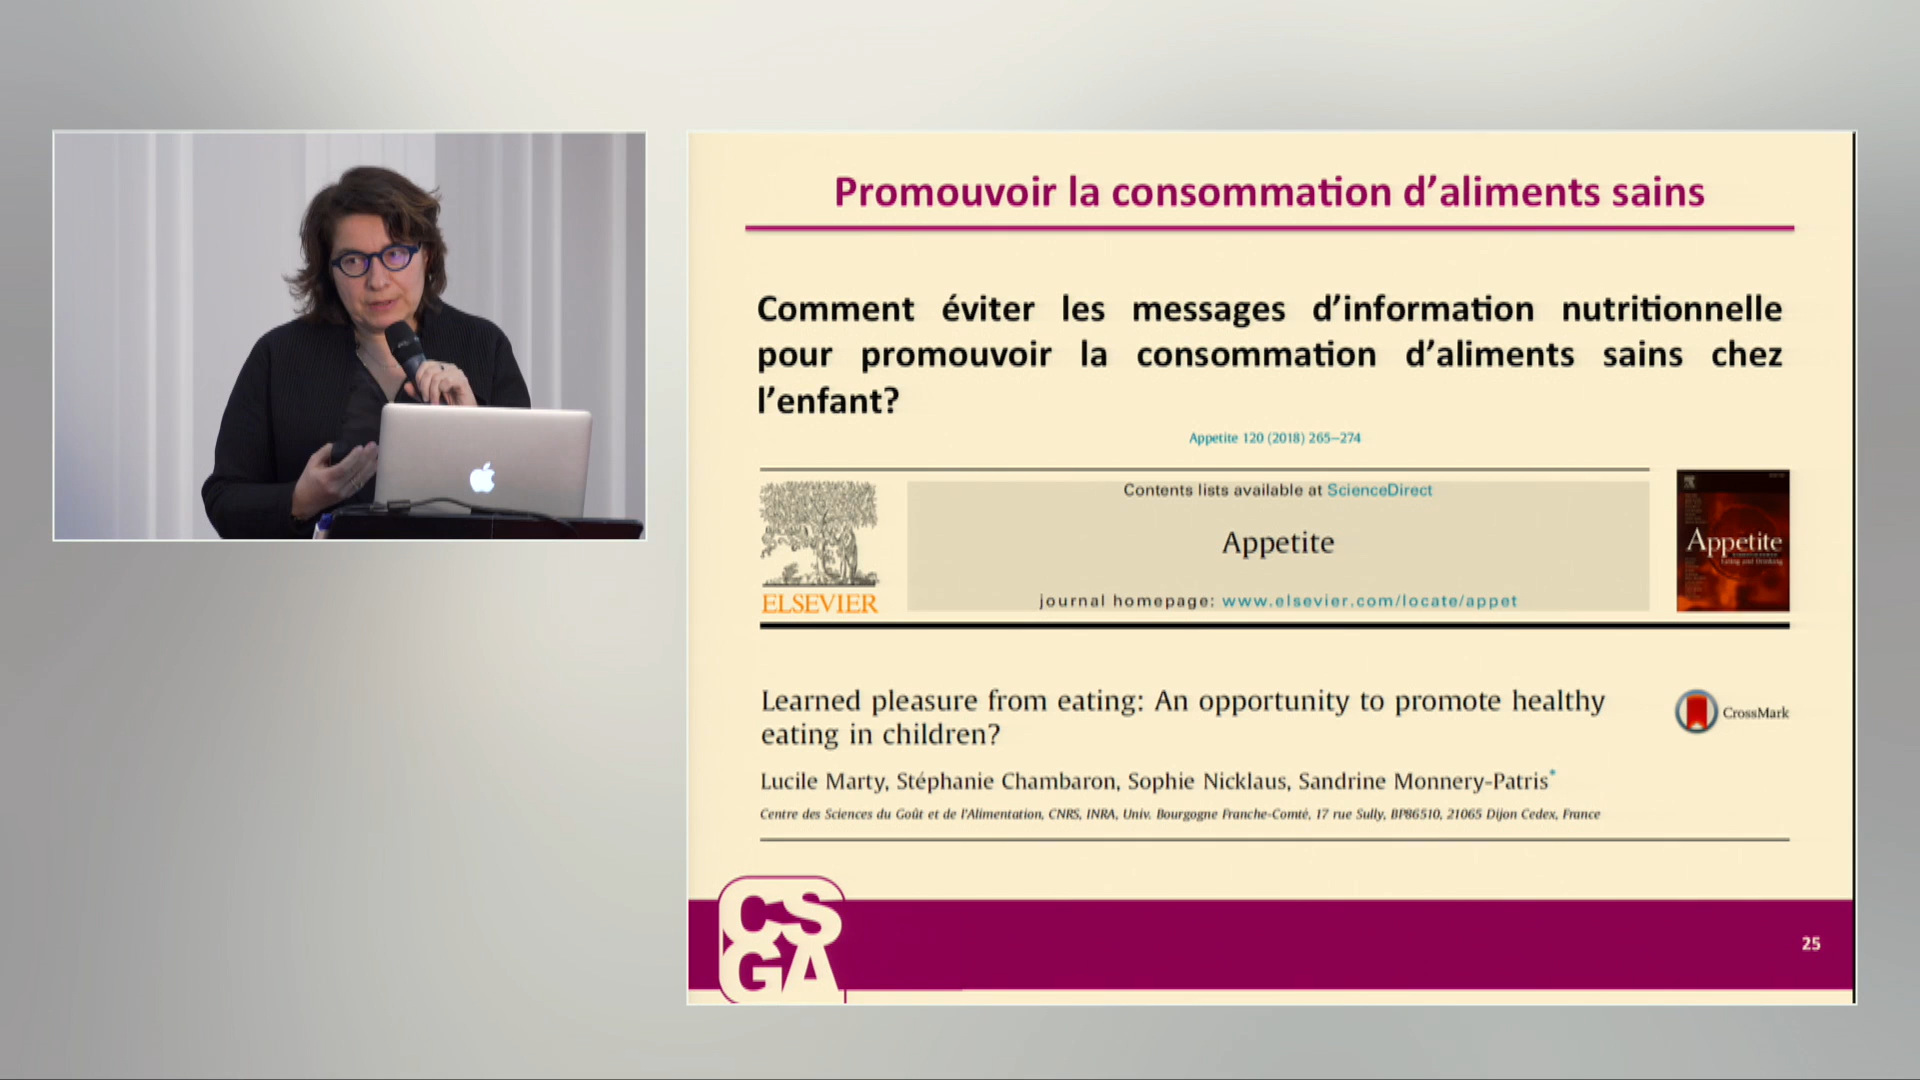 Promouvoir la consommation d’aliments sains
Comment éviter les messages d’information nutritionnelle
pour promouvoir la consommation d’aliments sains chez
l’enfant?
Appetite 120 (2018) 265–274
Contents lists available at ScienceDirect
Appetite
journal homepage: www.elsevier.com/locate/appet
ELSEVIER
Appetite
Eating and Drinking
Learned pleasure from eating: An opportunity to promote healthy
eating in children?
CrossMark
Lucile Marty, Stéphanie Chambaron, Sophie Nicklaus, Sandrine Monnery-Patris*
Centre des Sciences du Goût et de l’Alimentation, CNRS, INRA, Univ. Bourgogne Franche-Comté, 17 rue Sully, BP86510, 21065 Dijon Cedex, France
CS
GA
25